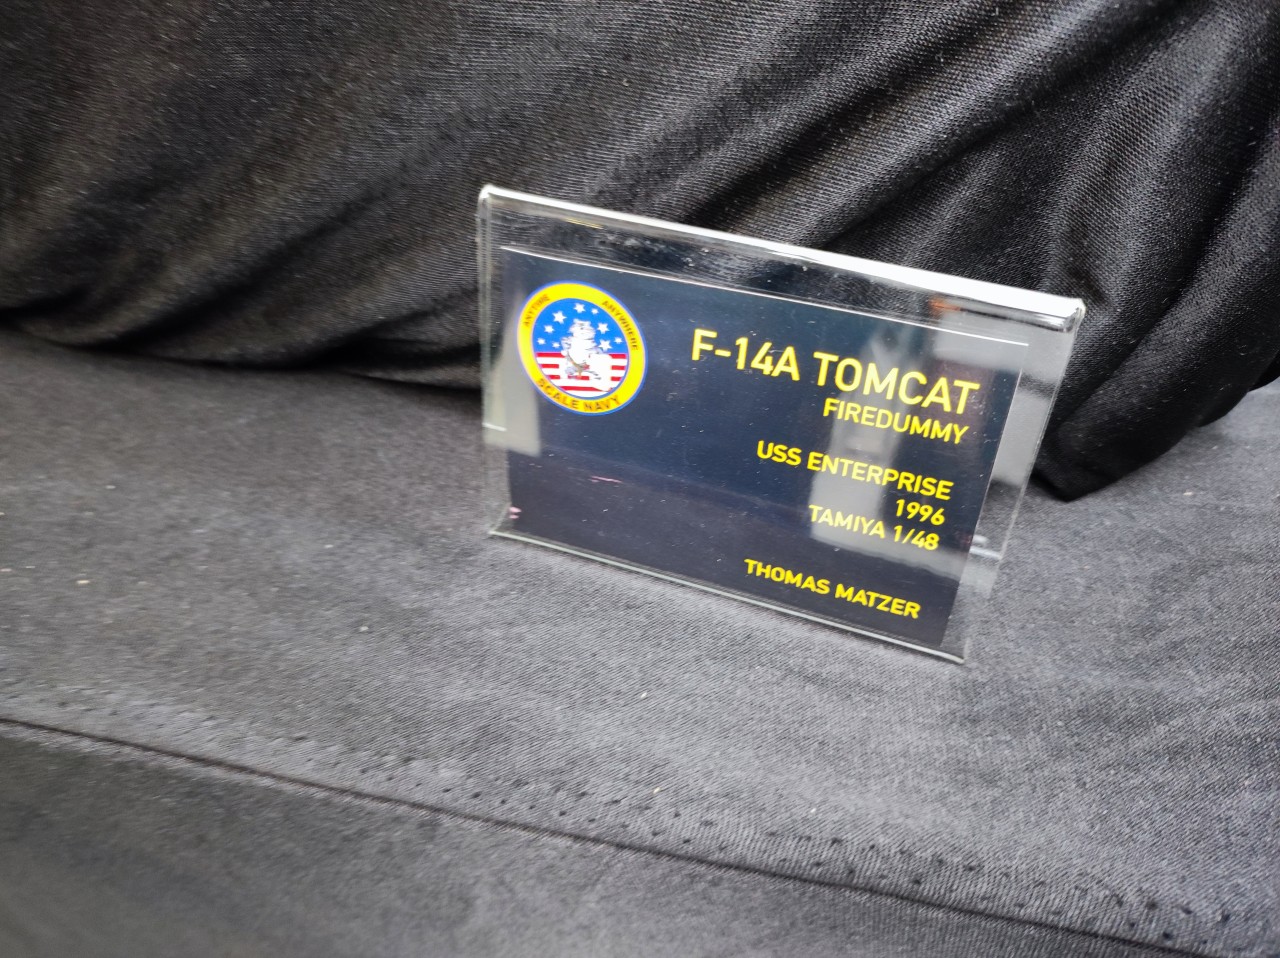 ANYTIME ANYWHERE
SCALE NAVY
F-14A TOMCAT
FIREDUMMY
USS ENTERPRISE
1996
TAMIYA 1/48
THOMAS MATZER